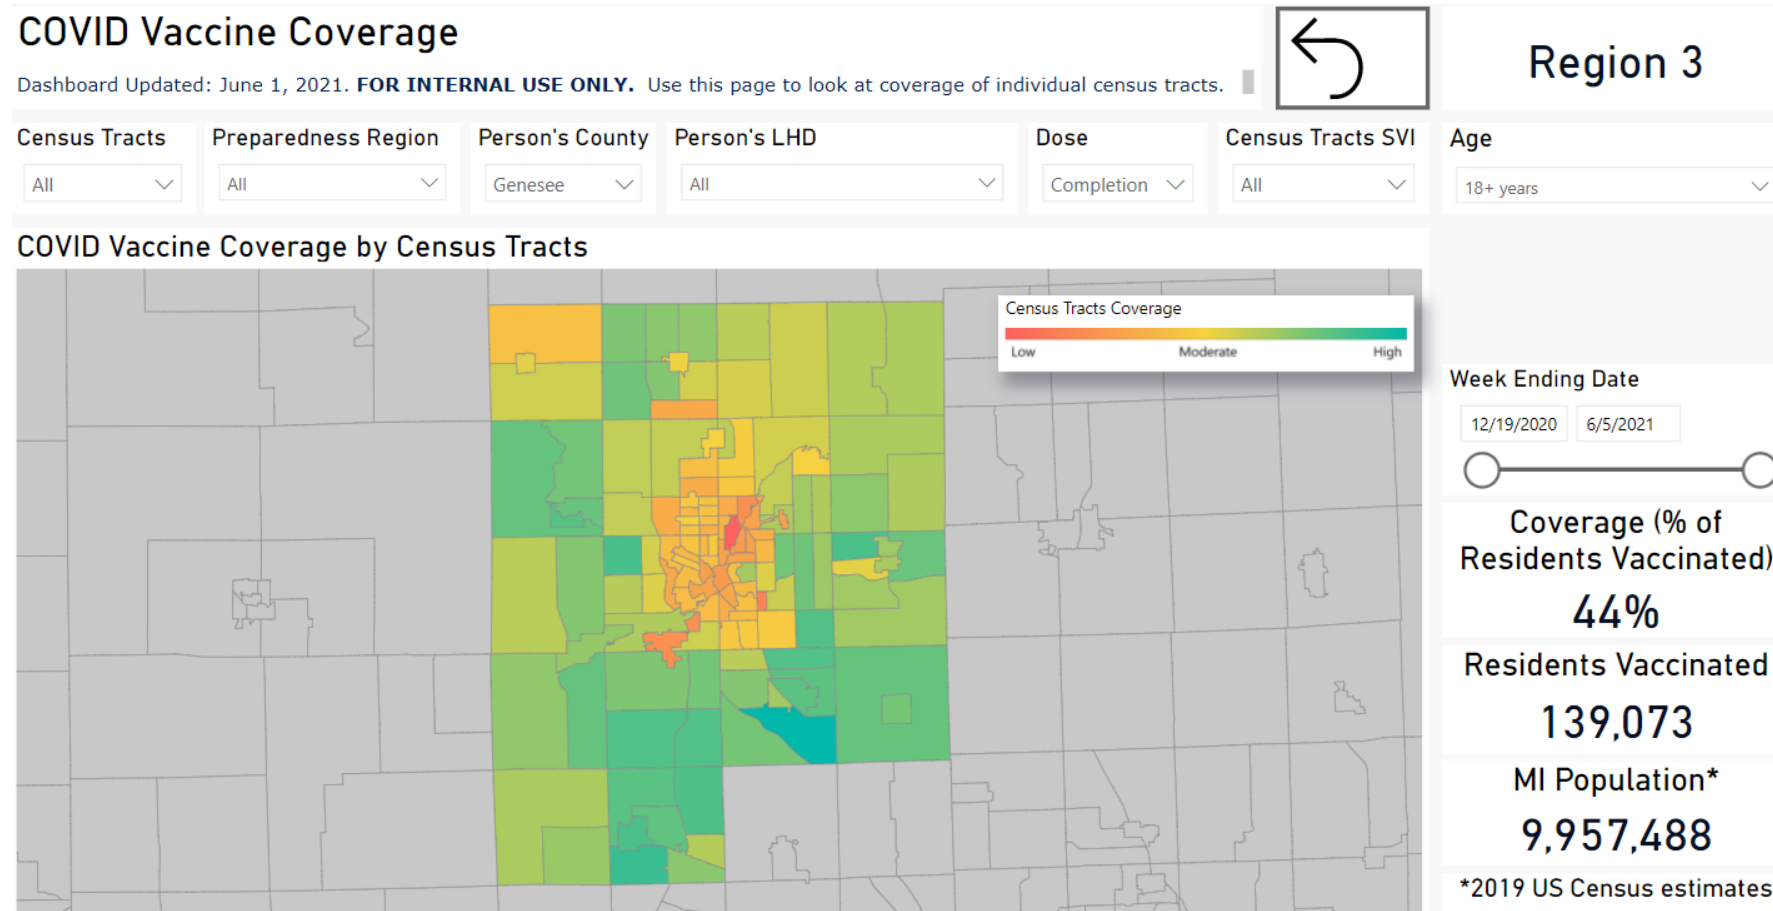 COVID Vaccine Coverage
Dashboard Updated: June 1, 2021. FOR INTERNAL USE ONLY. Use this page to look at coverage of individual census tracts.
Region 3
Census Tracts
All
Preparedness Region
All
Person's County
Genesee
Person's LHD
All
Dose
Completion
Census Tracts SVI
All
Age
18+ years
COVID Vaccine Coverage by Census Tracts
Census Tracts Coverage
Low Moderate High
Week Ending Date
12/19/2020 6/5/2021
Coverage (% of
Residents Vaccinated)
44%
Residents Vaccinated
139,073
MI Population*
9,957,488
*2019 US Census estimates